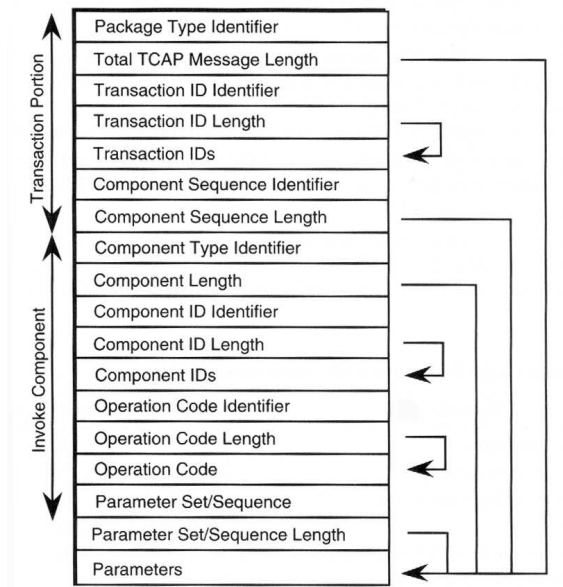 Transaction Portion
Invoke Component
Package Type Identifier
Total TCAP Message Length
Transaction ID Identifier
Transaction ID Length
Transaction IDs
Component Sequence Identifier
Component Sequence Length
Component Type Identifier
Component Length
Component ID Identifier
Component ID Length
Component IDs
Operation Code Identifier
Operation Code Length
Operation Code
Parameter Set/Sequence
Parameter Set/Sequence Length
Parameters